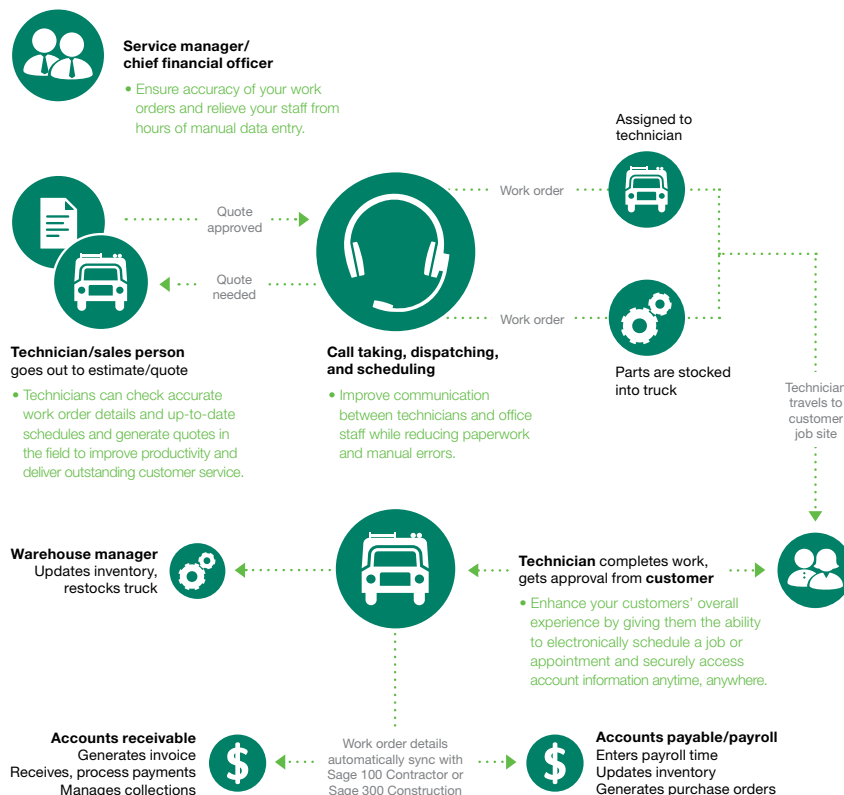 Service manager/
chief financial officer
• Ensure accuracy of your work
orders and relieve your staff from
hours of manual data entry.
Assigned to
technician
Quote
approved
Work order
Quote
needed
Work order
Technician/sales person
goes out to estimate/quote
• Technicians can check accurate
work order details and up-to-date
schedules and generate quotes in
the field to improve productivity and
deliver outstanding customer service.
Call taking, dispatching,
and scheduling
• Improve communication
between technicians and office
staff while reducing paperwork
and manual errors.
Parts are stocked
into truck
Technician
travels to
customer
job site
Warehouse manager
Updates inventory,
restocks truck
Technician completes work,
gets approval from customer
• Enhance your customers’ overall
experience by giving them the ability
to electronically schedule a job or
appointment and securely access
account information anytime, anywhere.
Accounts receivable
Generates invoice
Receives, process payments
Manages collections
$
Work order details
automatically sync with
Sage 100 Contractor or
Sage 300 Construction
$
Accounts payable/payroll
Enters payroll time
Updates inventory
Generates purchase orders